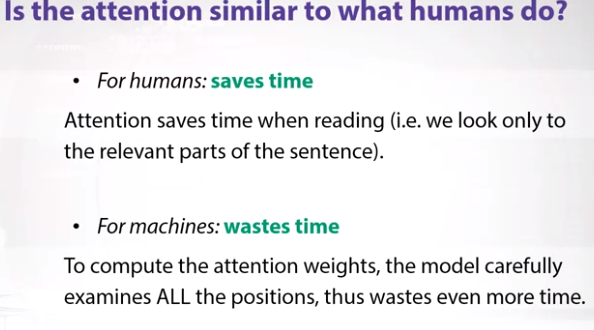 Is the attention similar to what humans do?
• For humans: saves time
Attention saves time when reading (i.e. we look only to
the relevant parts of the sentence).
• For machines: wastes time
To compute the attention weights, the model carefully
examines ALL the positions, thus wastes even more time.